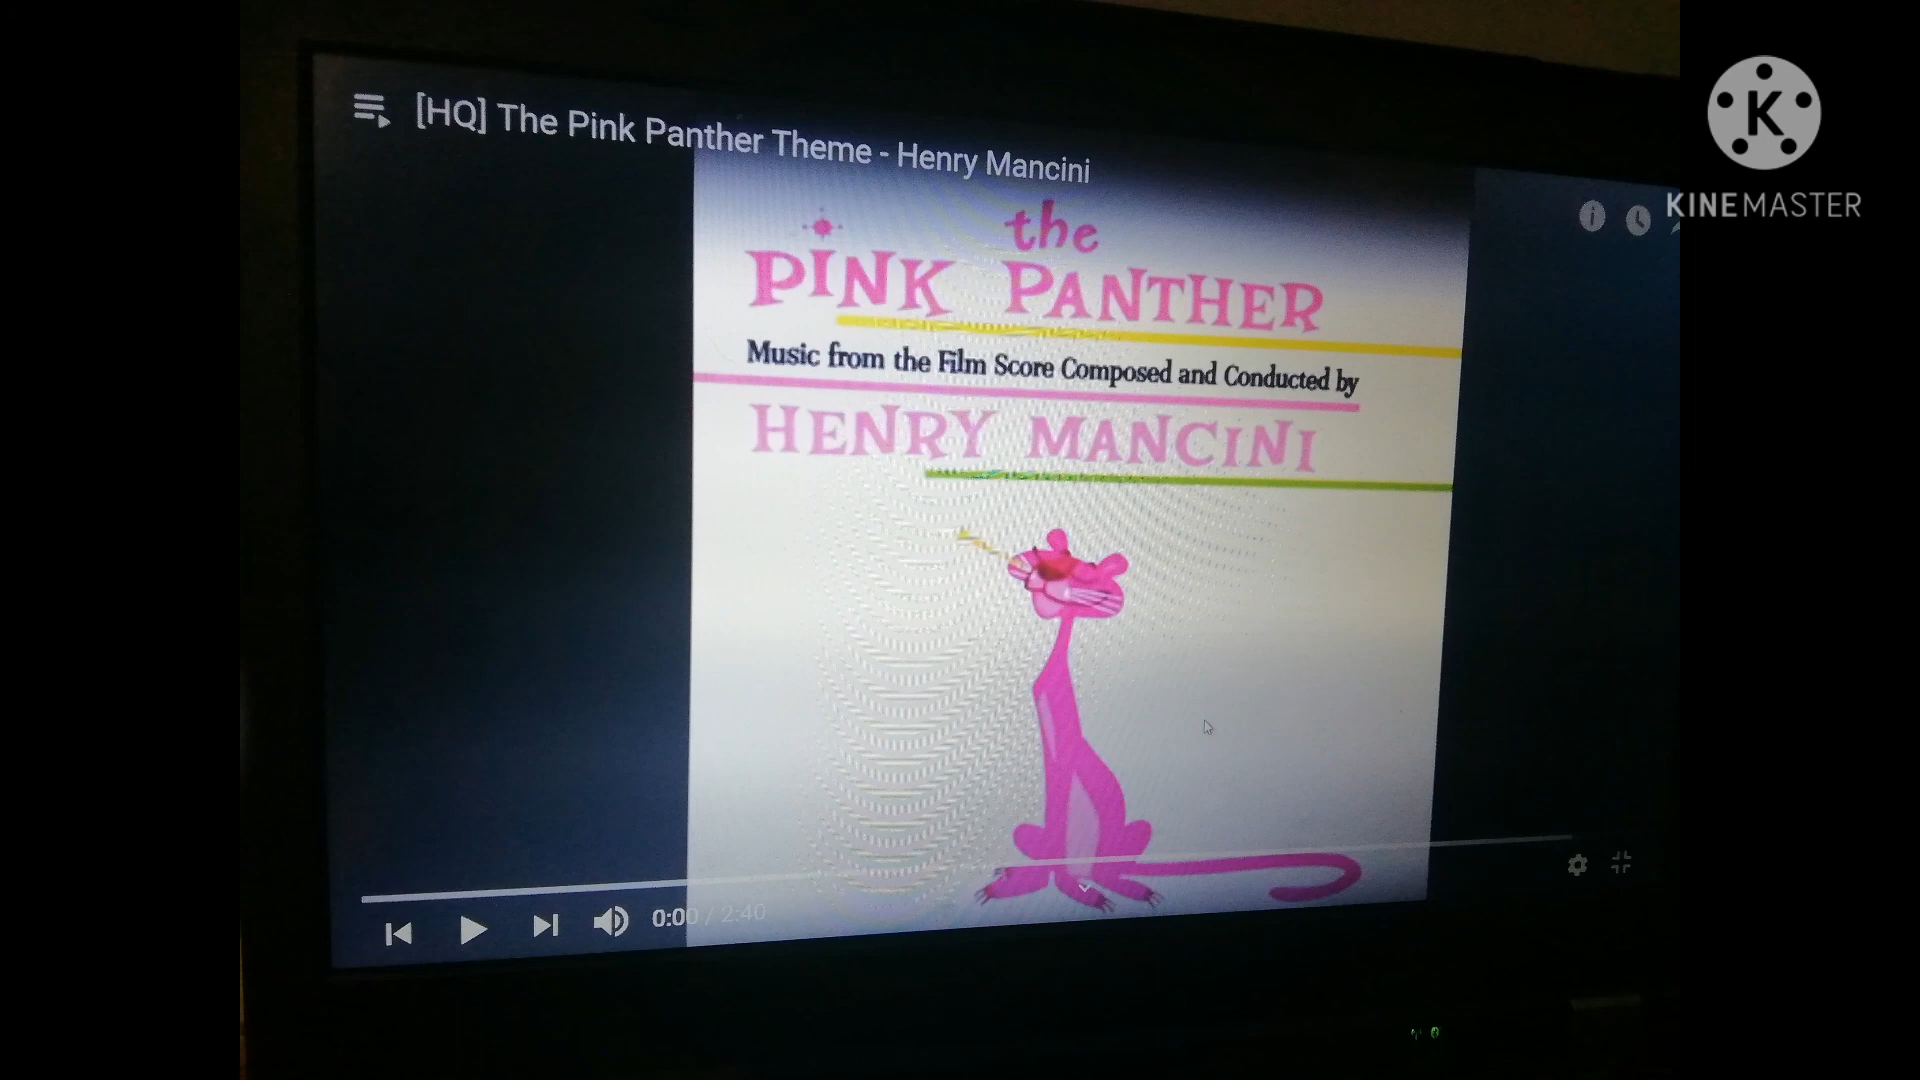 [HQ] The Pink Panther Theme - Henry Mancini
K
KINEMASTER
the
PINK PANTHER
Music from the Film Score Composed and Conducted by
HENRY MANCINI
0:00 / 2:40